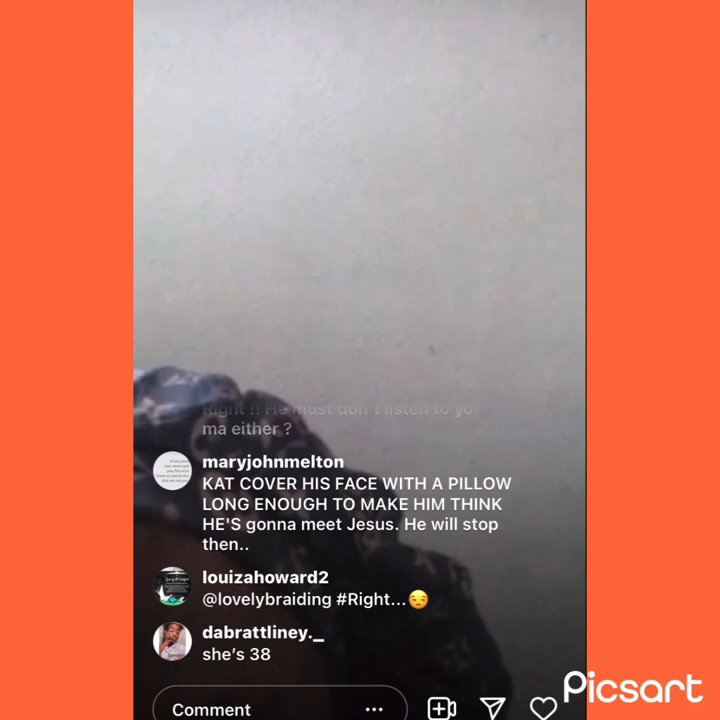 Right !! He must don't listen to yo
ma either ?
maryjohnmelton
KAT COVER HIS FACE WITH A PILLOW
LONG ENOUGH TO MAKE HIM THINK
HE'S gonna meet Jesus. He will stop
then..
louizahoward2
@lovelybraiding #Right...😒
dabrattliney._
she's 38
Comment
Picsart